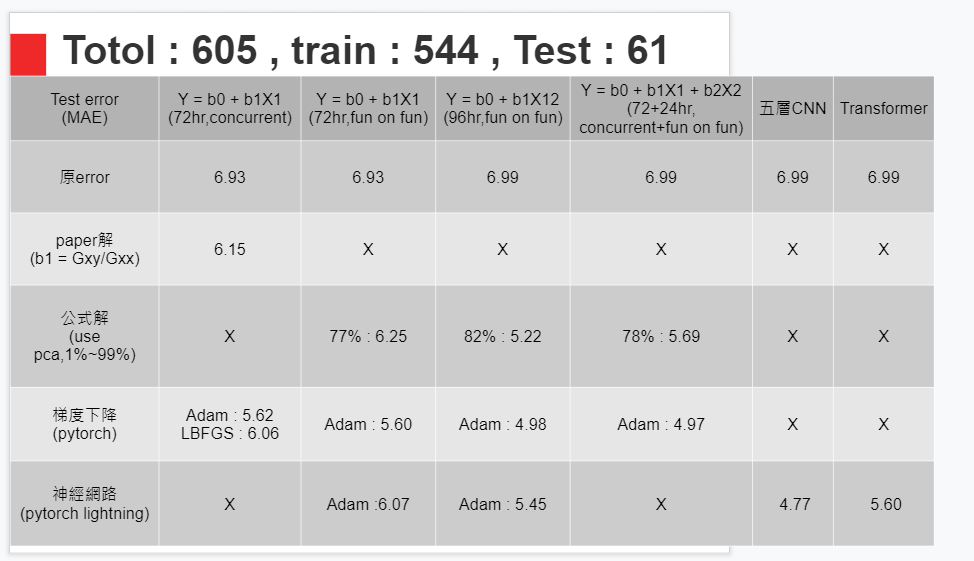 Totol : 605 , train : 544 , Test : 61
Test error
(MAE)
Y = b0 + b1X1
(72hr,concurrent)
Y = b0 + b1X1
(72hr,fun on fun)
Y = b0 + b1X12
(96hr,fun on fun)
Y = b0 + b1X1 + b2X2
(72+24hr,
concurrent+fun on fun)
五層CNN
Transformer
原error
6.93
6.93
6.99
6.99
6.99
6.99
paper解
(b1 = Gxy/Gxx)
6.15
X
X
X
X
X
公式解
(use
pca,1%~99%)
X
77% : 6.25
82% : 5.22
78% : 5.69
X
X
梯度下降
(pytorch)
Adam : 5.62
LBFGS : 6.06
Adam : 5.60
Adam : 4.98
Adam : 4.97
X
X
神經網路
(pytorch lightning)
X
Adam :6.07
Adam : 5.45
X
4.77
5.60